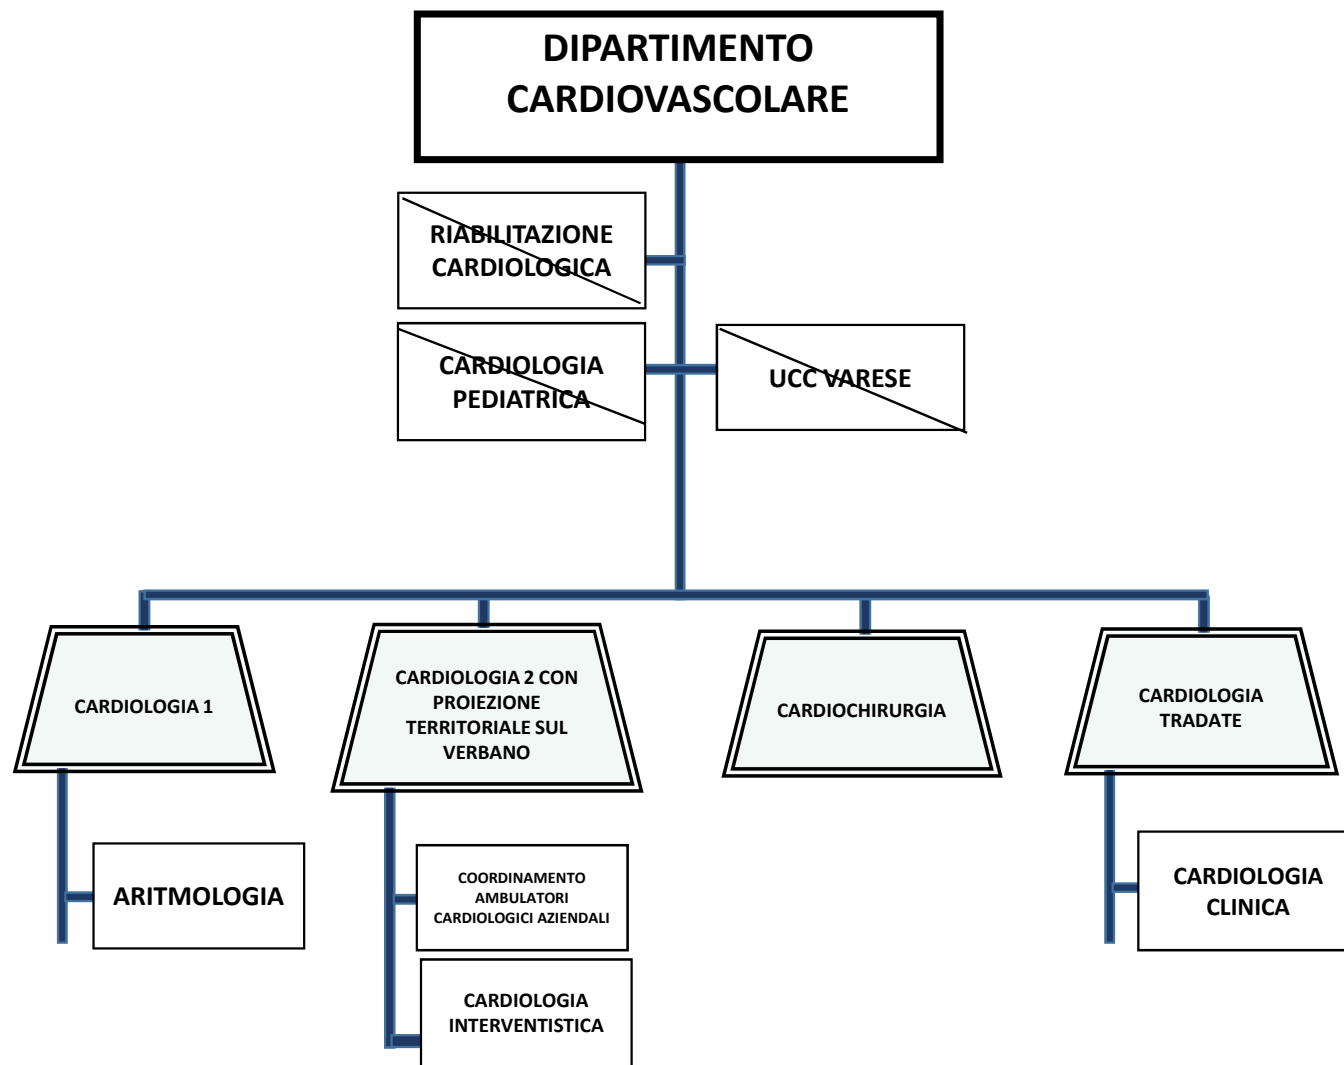 DIPARTIMENTO
CARDIOVASCOLARE
RIABILITAZIONE
CARDIOLOGICA
CARDIOLOGIA
PEDIATRICA
UCC VARESE
CARDIOLOGIA 1
CARDIOLOGIA 2 CON
PROIEZIONE
TERRITORIALE SUL
VERBANO
CARDIOCHIRURGIA
CARDIOLOGIA
TRADATE
ARITMOLOGIA
COORDINAMENTO
AMBULATORI
CARDIOLOGICI AZIENDALI
CARDIOLOGIA
INTERVENTISTICA
CARDIOLOGIA
CLINICA